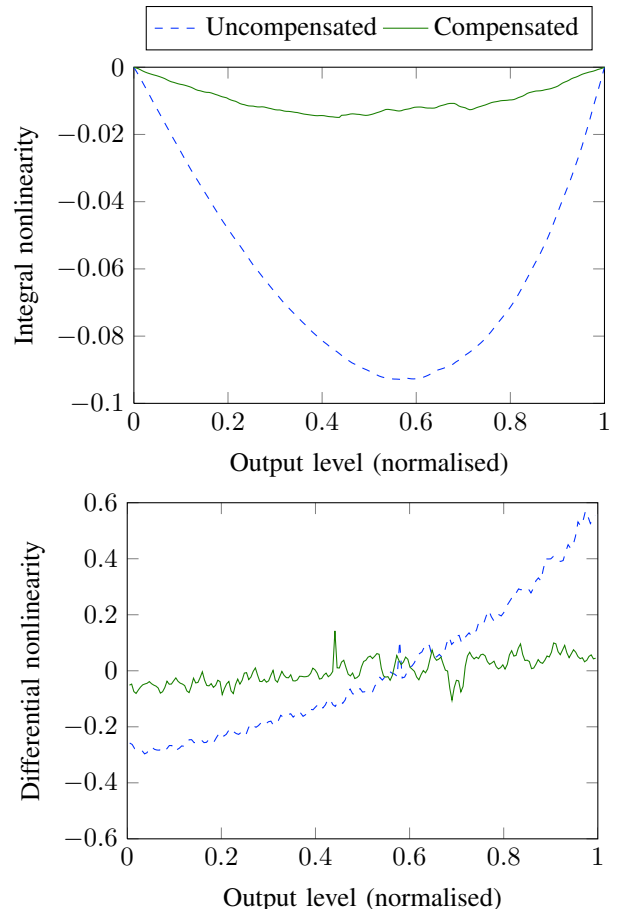 Uncompensated Compensated
0
−0.02
−0.04
−0.06
−0.08
−0.1
Integral nonlinearity
0 0.2 0.4 0.6 0.8 1
Output level (normalised)
0.6
0.4
0.2
0
−0.2
−0.4
−0.6
Differential nonlinearity
0 0.2 0.4 0.6 0.8 1
Output level (normalised)